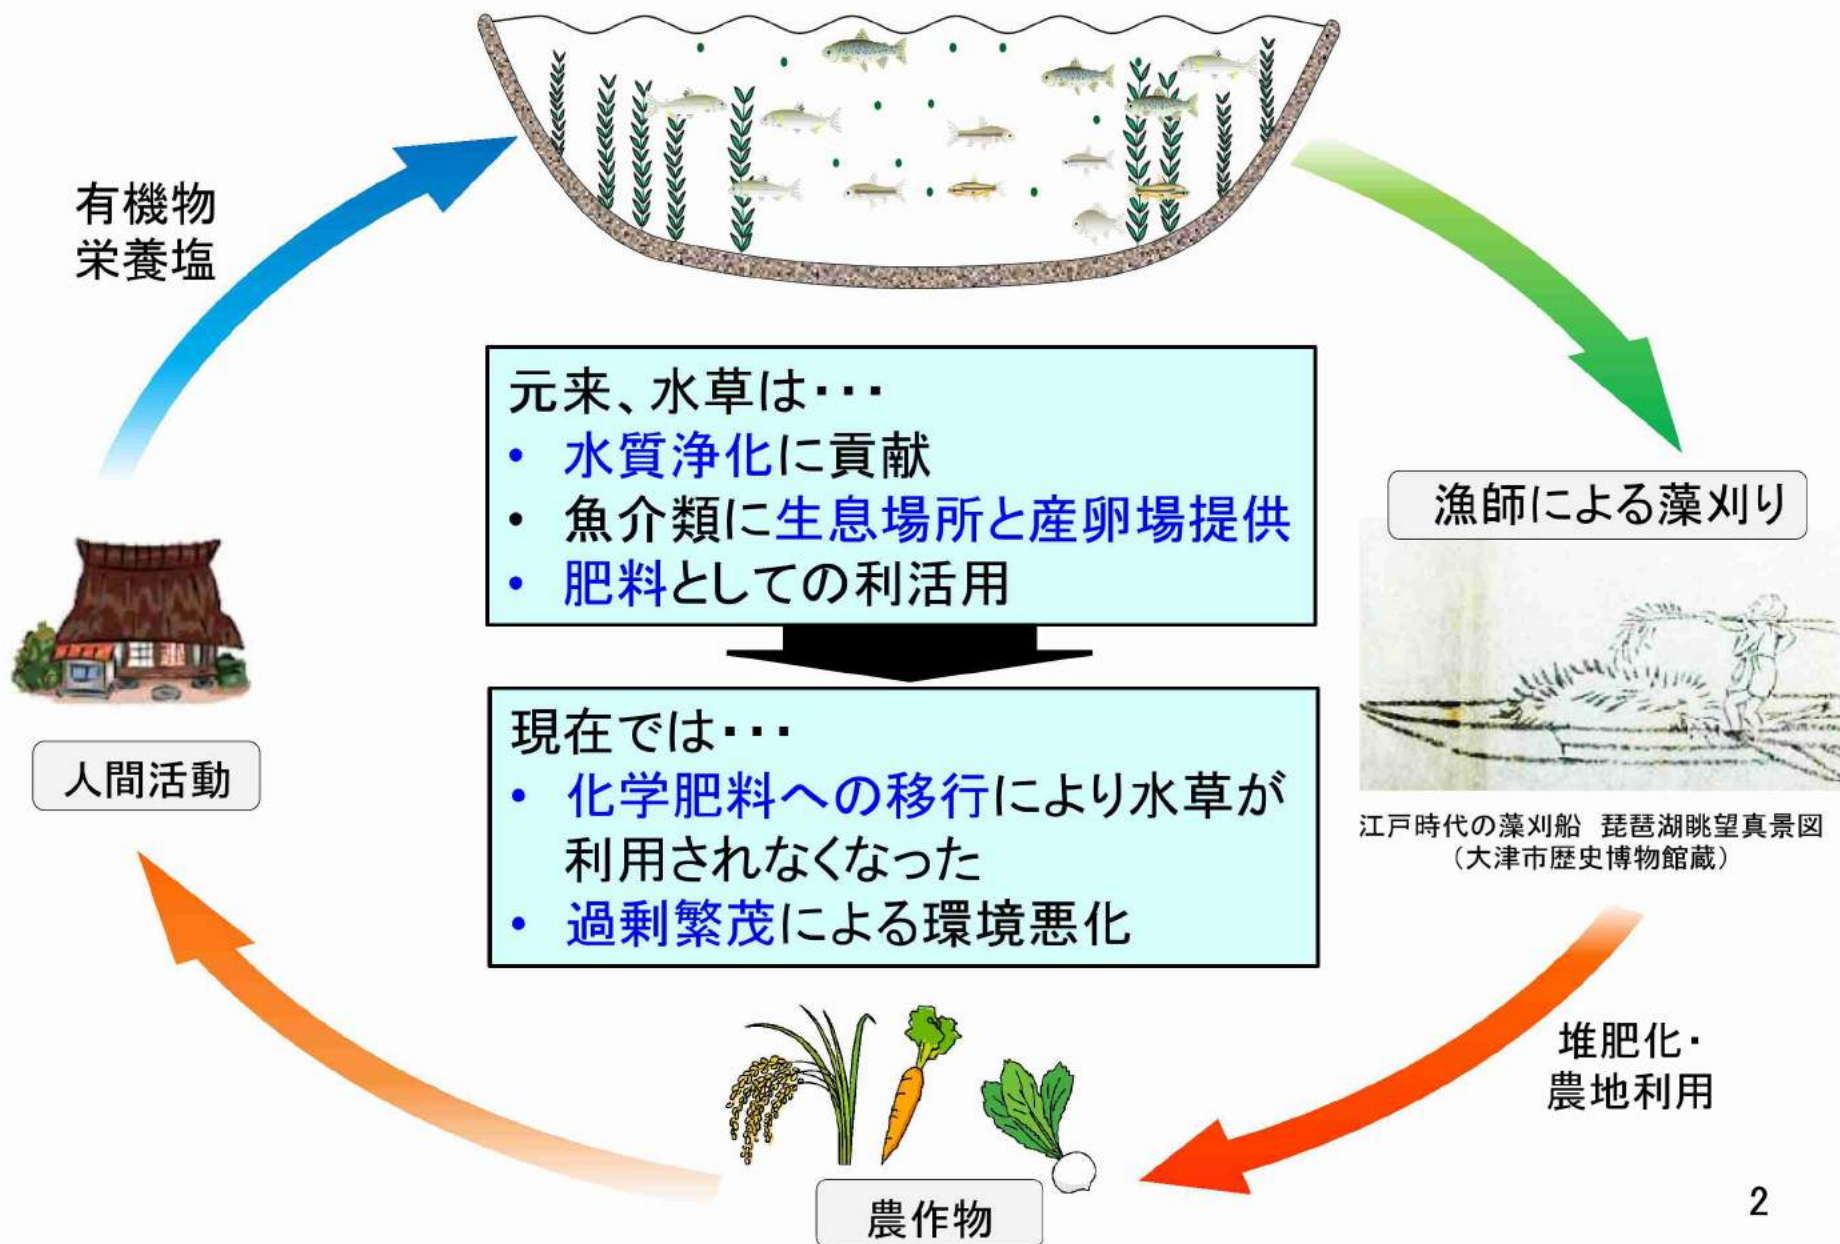 有機物
栄養塩
元来、水草は・・・
• 水質浄化に貢献
• 魚介類に生息場所と産卵場提供
• 肥料としての利活用
漁師による藻刈り
江戸時代の藻刈船 琵琶湖眺望真景図
（大津市歴史博物館蔵）
人間活動
現在では・・・
• 化学肥料への移行により水草が
利用されなくなった
• 過剰繁茂による環境悪化
堆肥化・
農地利用
農作物
2